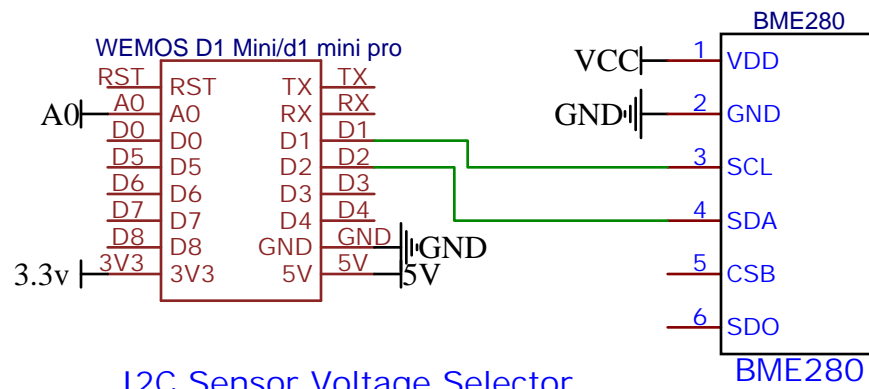 BME280
WEMOS D1 Mini/d1 mini pro
VCC 1 VDD
RST RST TX TX
A0 A0 A0 RX RX
GND 2 GND
D0 D0 D1 D1
D5 D5 D2 D2
3 SCL
D6 D6 D3 D3
D7 D7 D4 D4
4 SDA
D8 D8 GND GND GND
3.3v 3V3 3V3 5V 5V 5V
5 CSB
6 SDO
BME280
I2C Sensor Voltage Selector